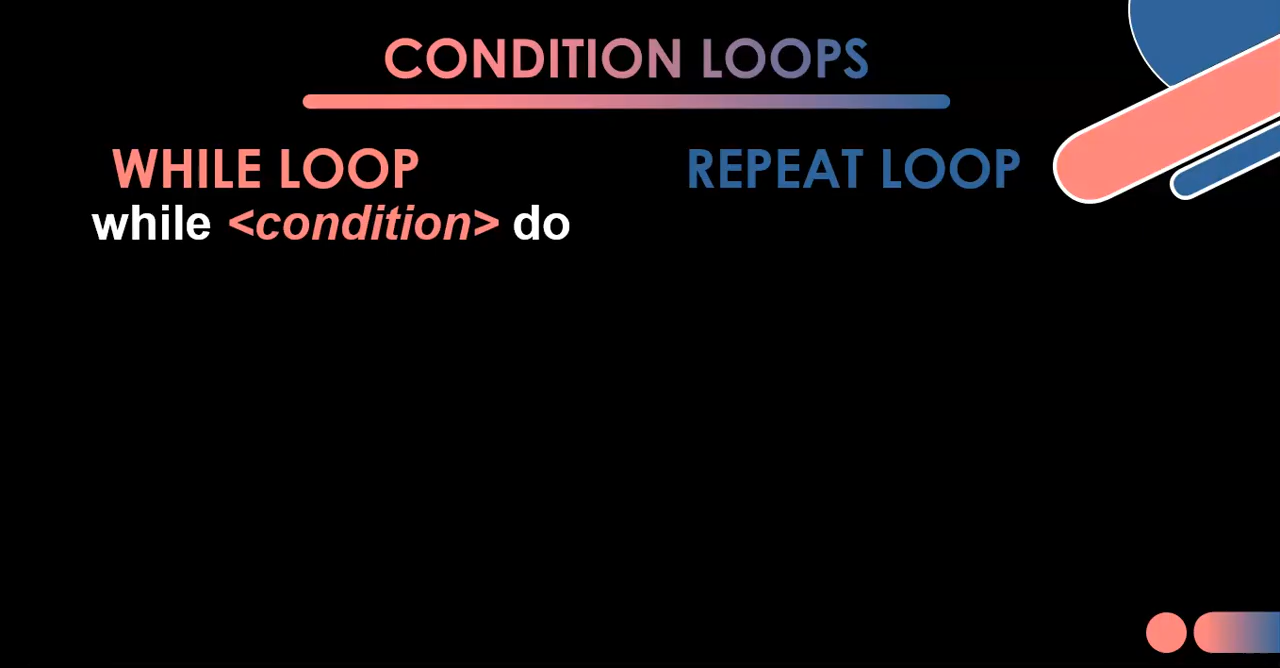 CONDITION LOOPS
WHILE LOOP
REPEAT LOOP
while <condition> do